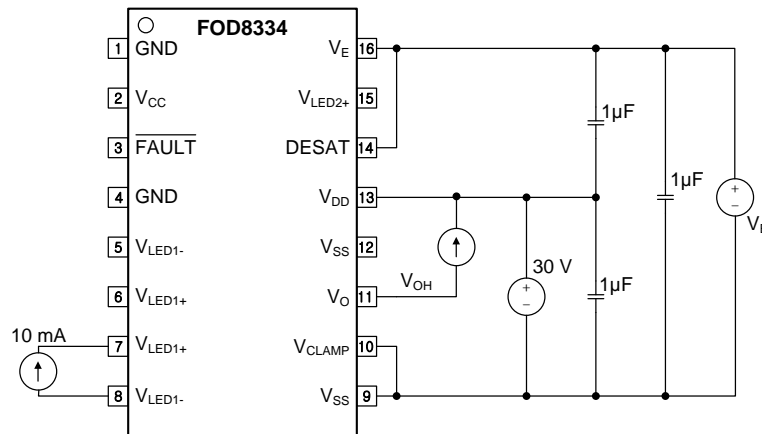 FOD8334
1 GND
2 VCC
3 FAULT
4 GND
5 VLED1-
6 VLED1+
7 VLED1+
8 VLED1-
VE 16
VLED2+ 15
DESAT 14
VDD 13
VSS 12
VO 11
VCLAMP 10
VSS 9
10 mA
VOH
30 V
1µF
1µF
1µF